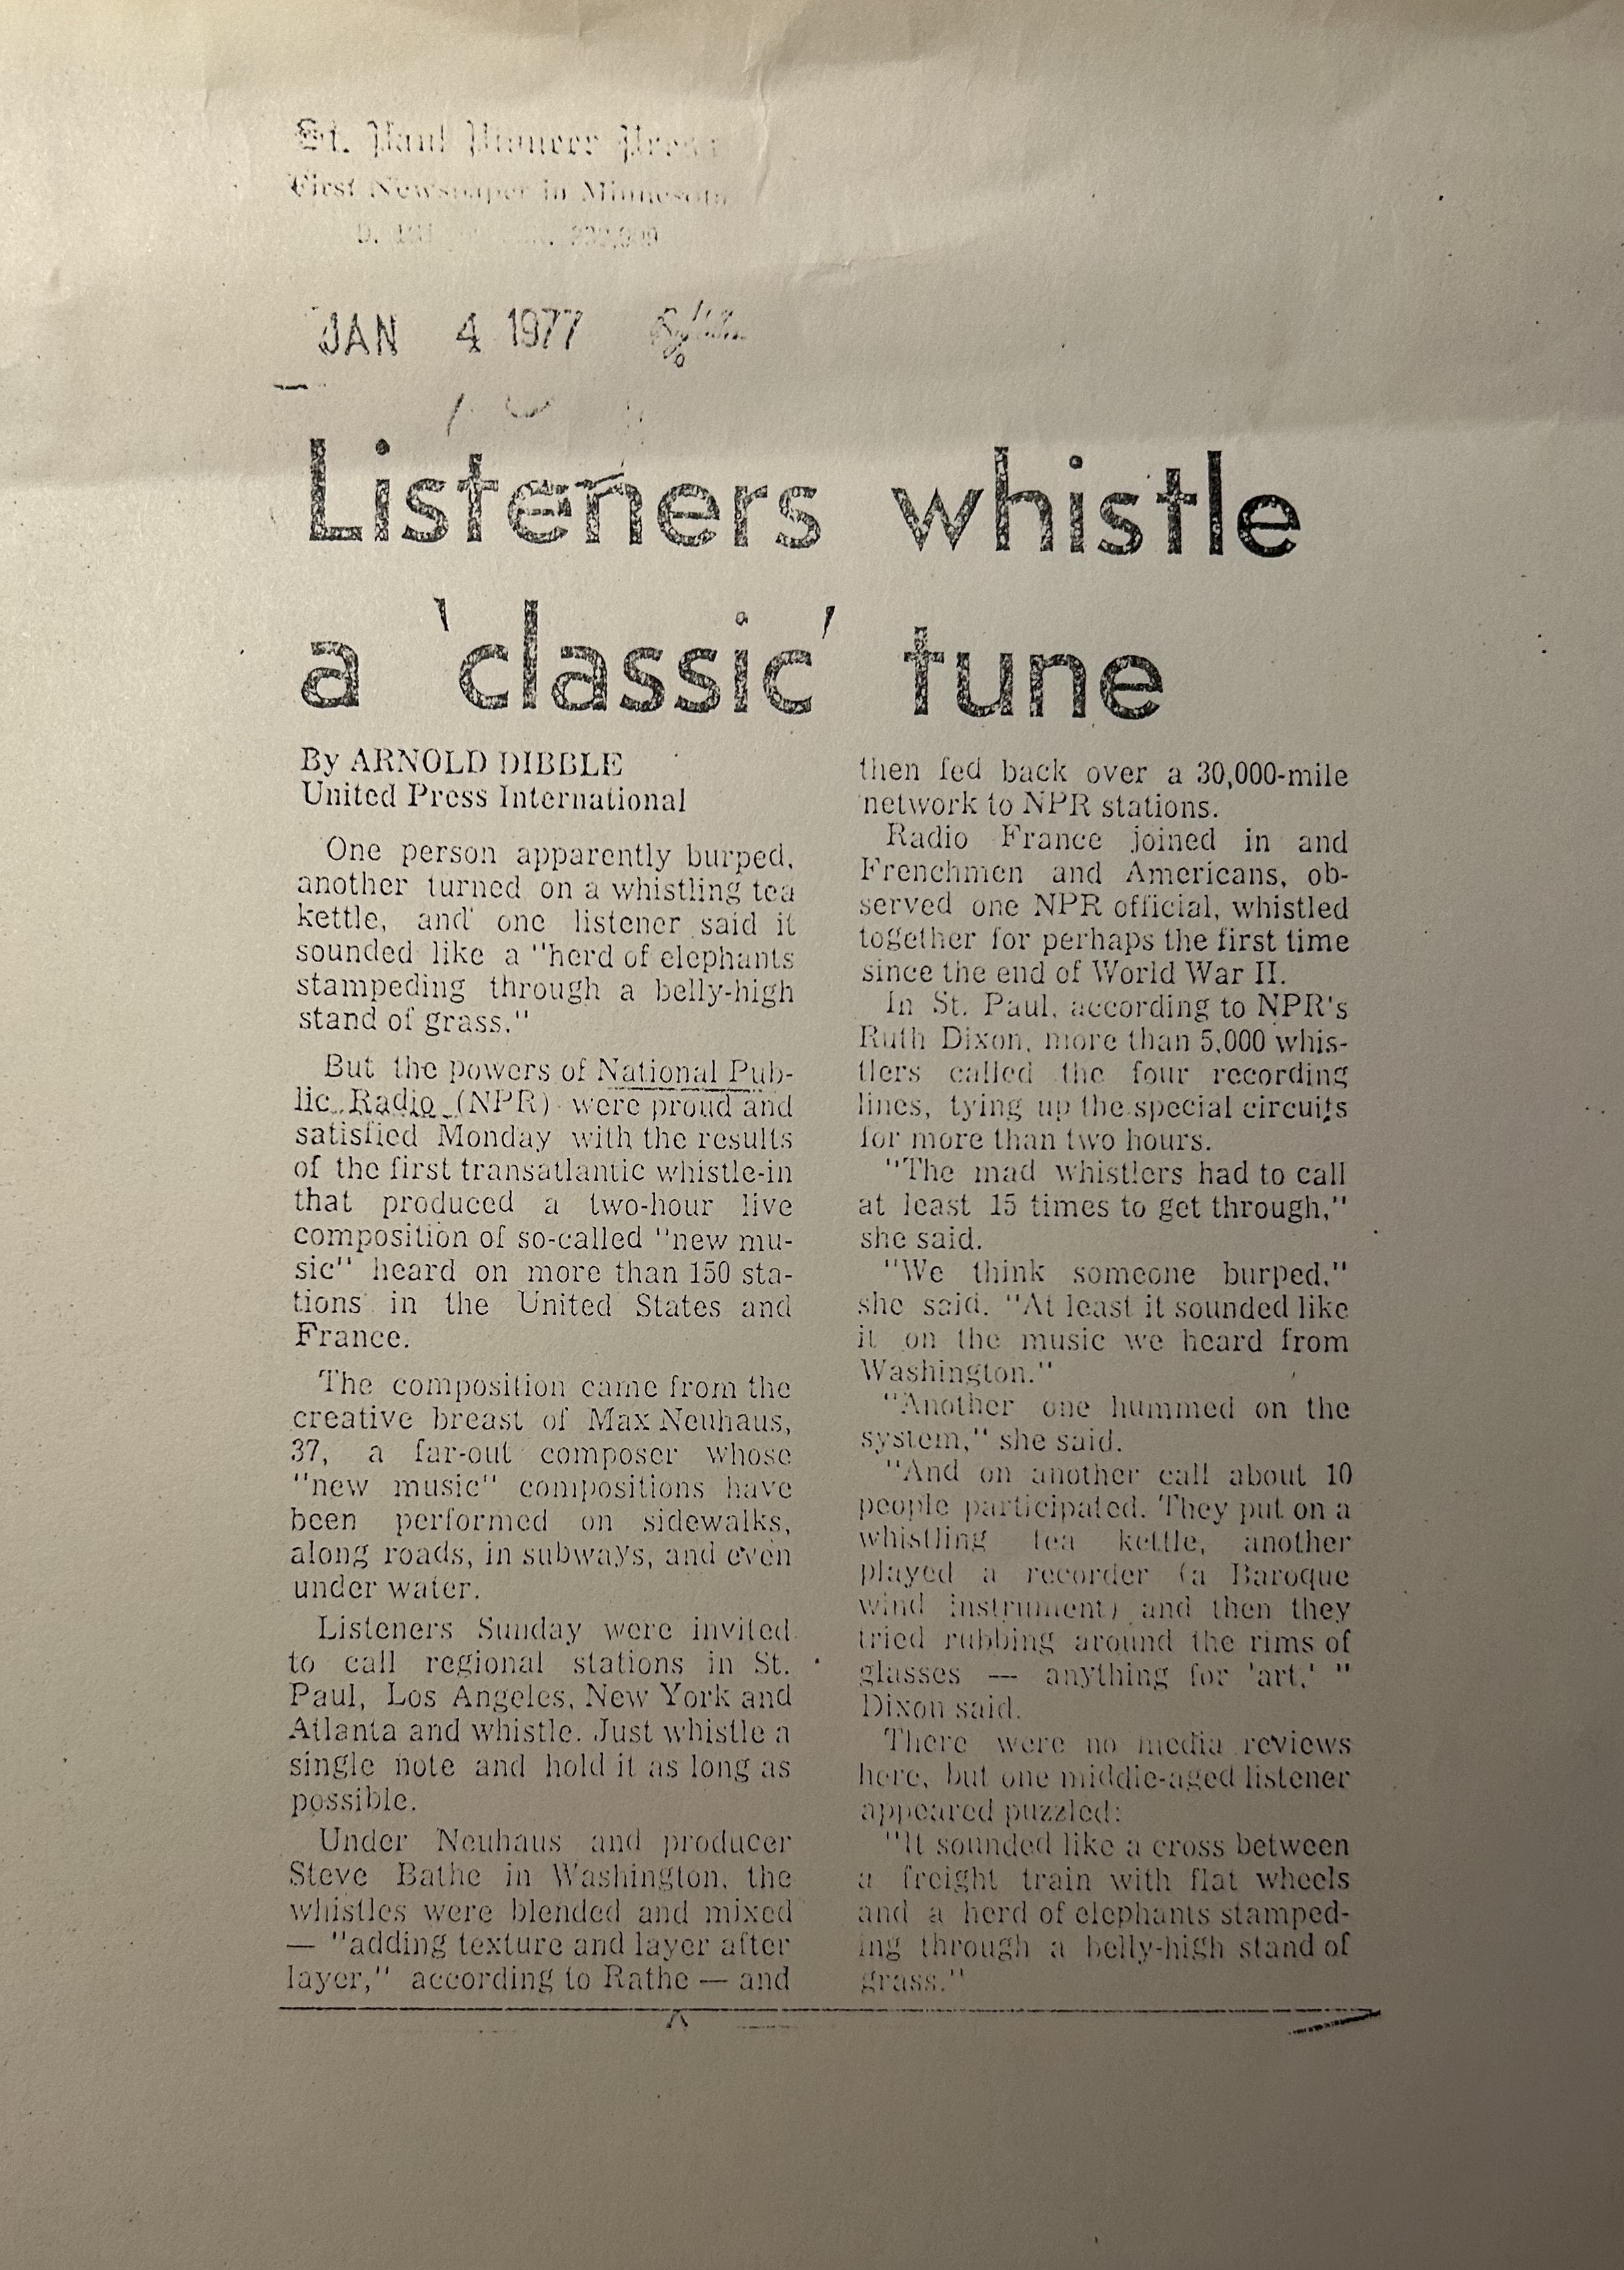 St. Paul Pioneer Press
First Newspaper in Minnesota
JAN 4 1977
Listeners whistle
a 'classic' tune
By ARNOLD DIBBLE
United Press International
One person apparently burped,
another turned on a whistling tea
kettle, and one listener said it
sounded like a "herd of elephants
stampeding through a belly-high
stand of grass."
But the powers of National Pub-
lic Radio (NPR) were proud and
satisfied Monday with the results
of the first transatlantic whistle-in
that produced a two-hour live
composition of so-called "new mu-
sic" heard on more than 150 sta-
tions in the United States and
France.
The composition came from the
creative breast of Max Neuhaus,
37, a far-out composer whose
"new music" compositions have
been performed on sidewalks,
along roads, in subways, and even
under water.
Listeners Sunday were invited
to call regional stations in St.
Paul, Los Angeles, New York and
Atlanta and whistle. Just whistle a
single note and hold it as long as
possible.
Under Neuhaus and producer
Steve Bathe in Washington, the
whistles were blended and mixed
— "adding texture and layer after
layer," according to Rathe — and
then fed back over a 30,000-mile
network to NPR stations.
Radio France joined in and
Frenchmen and Americans, ob-
served one NPR official, whistled
together for perhaps the first time
since the end of World War II.
In St. Paul, according to NPR's
Ruth Dixon, more than 5,000 whis-
tlers called the four recording
lines, tying up the special circuits
for more than two hours.
"The mad whistlers had to call
at least 15 times to get through,"
she said.
"We think someone burped,"
she said. "At least it sounded like
it on the music we heard from
Washington."
"Another one hummed on the
system," she said.
"And on another call about 10
people participated. They put on a
whistling tea kettle, another
played a recorder (a Baroque
wind instrument) and then they
tried rubbing around the rims of
glasses — anything for 'art,' "
Dixon said.
There were no media reviews
here, but one middle-aged listener
appeared puzzled:
"It sounded like a cross between
a freight train with flat wheels
and a herd of elephants stamped-
ing through a belly-high stand of
grass."